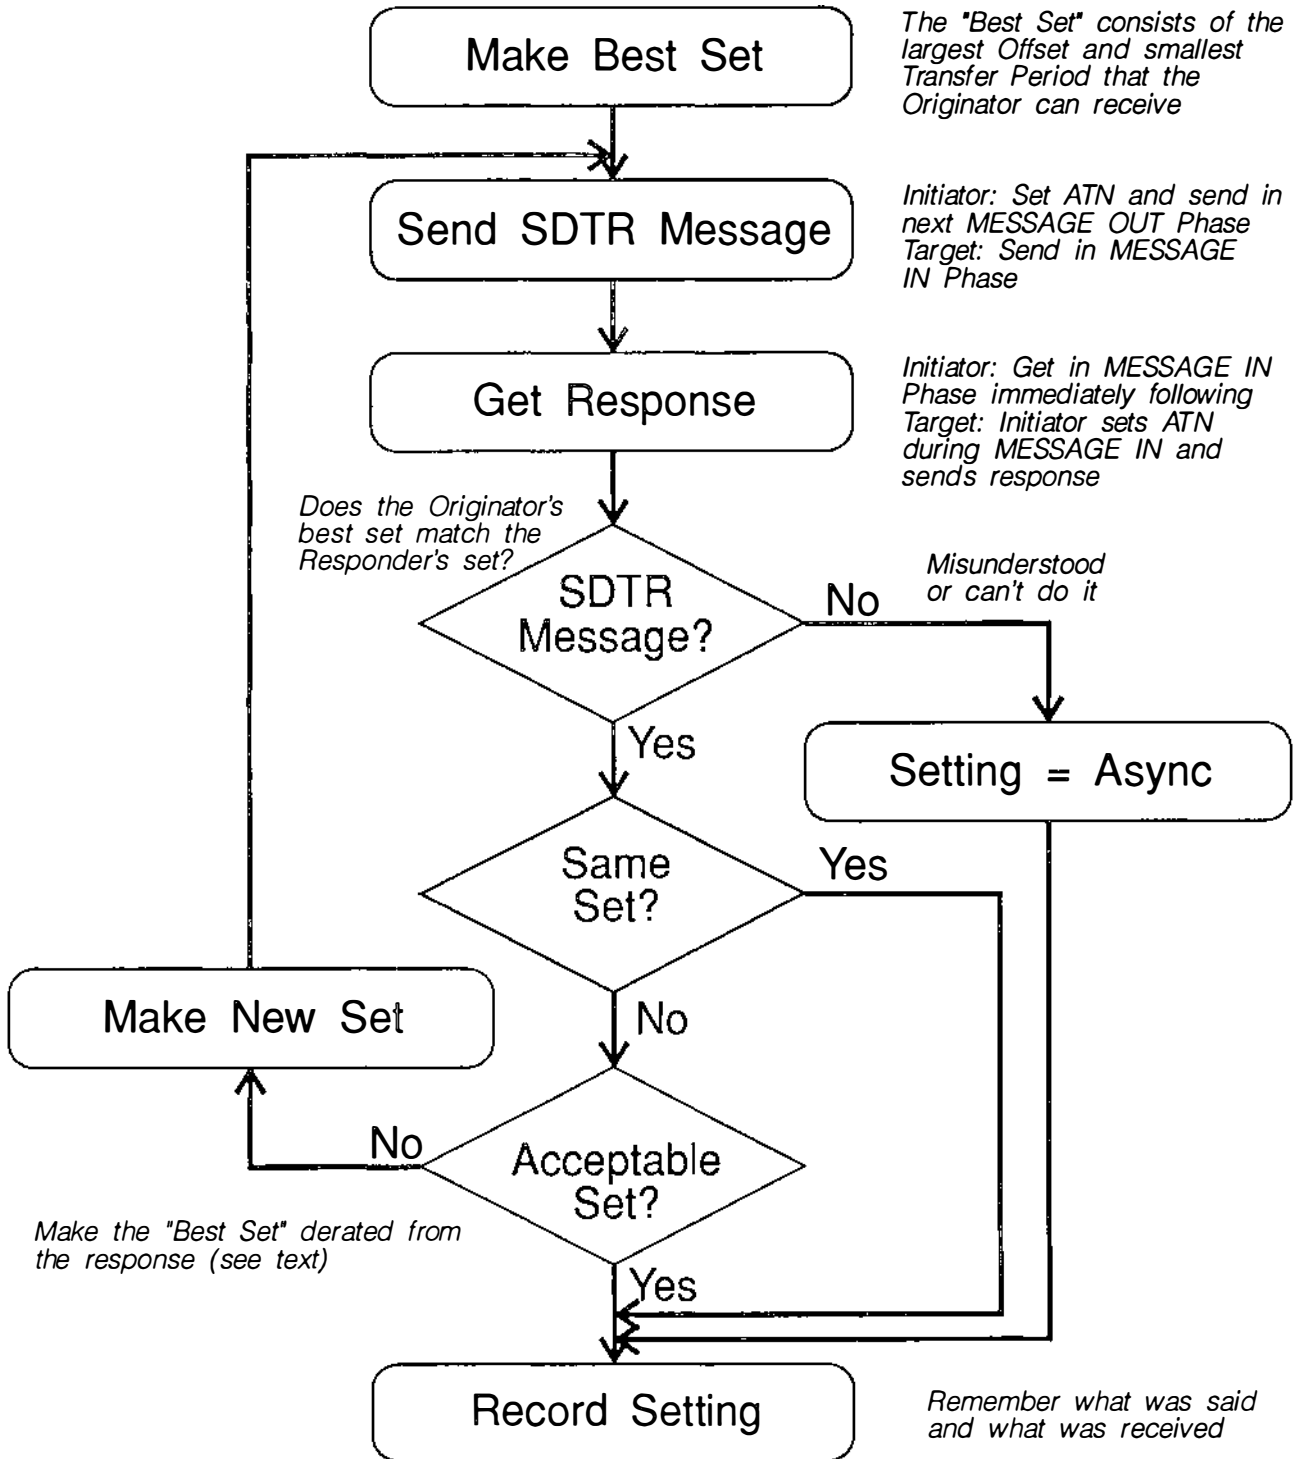 Make Best Set
The "Best Set" consists of the
largest Offset and smallest
Transfer Period that the
Originator can receive
Send SDTR Message
Initiator: Set ATN and send in
next MESSAGE OUT Phase
Target: Send in MESSAGE
IN Phase
Get Response
Initiator: Get in MESSAGE IN
Phase immediately following
Target: Initiator sets ATN
during MESSAGE IN and
sends response
Does the Originator's
best set match the
Responder's set?
SDTR
Message?
No
Misunderstood
or can't do it
Yes
Setting = Async
Same
Set?
Yes
Make New Set
No
No
Acceptable
Set?
Make the "Best Set" derated from
the response (see text)
Yes
Record Setting
Remember what was said
and what was received